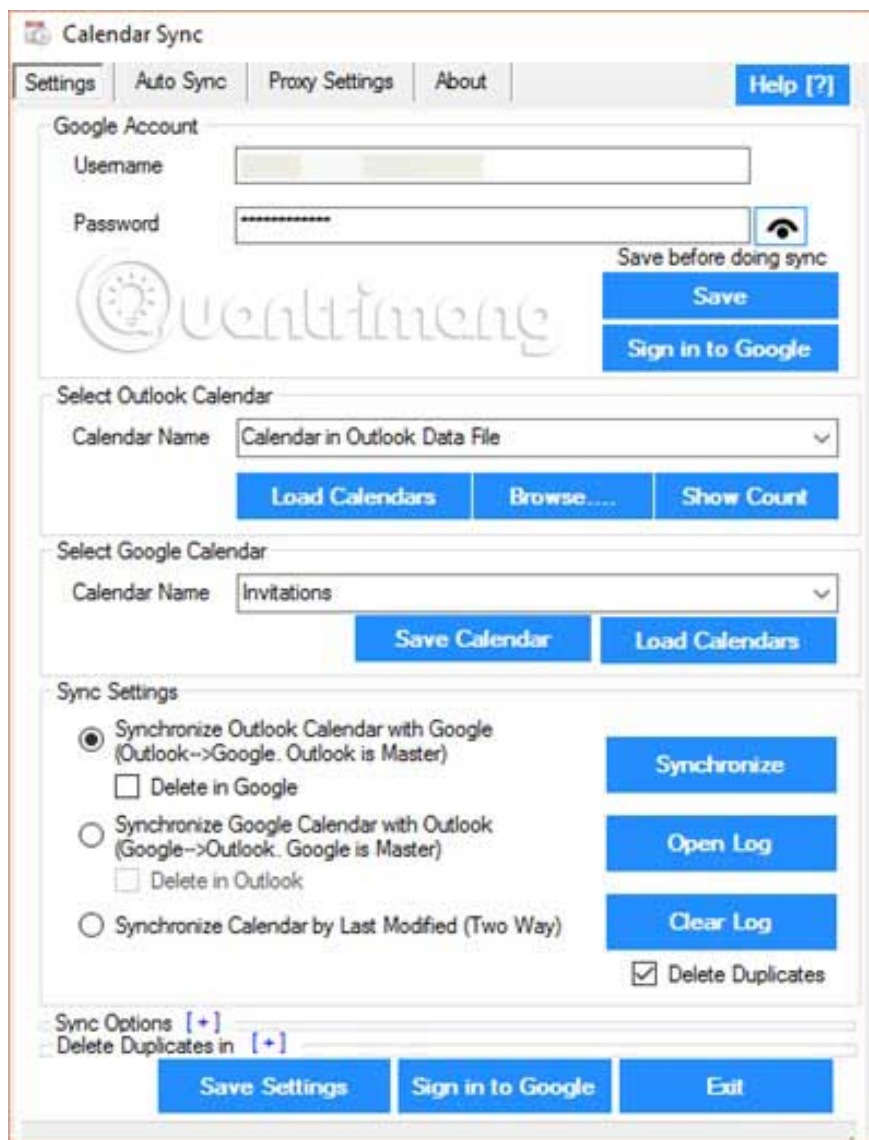 Calendar Sync
Settings Auto Sync Proxy Settings About Help [?]
Google Account
Username
Password ************
Save before doing sync
Quantrimang
Save
Sign in to Google
Select Outlook Calendar
Calendar Name Calendar in Outlook Data File
Load Calendars Browse.... Show Count
Select Google Calendar
Calendar Name Invitations
Save Calendar Load Calendars
Sync Settings
Synchronize Outlook Calendar with Google
(Outlook-->Google. Outlook is Master)
Synchronize
Delete in Google
Synchronize Google Calendar with Outlook
(Google-->Outlook. Google is Master)
Open Log
Delete in Outlook
Synchronize Calendar by Last Modified (Two Way)
Clear Log
Delete Duplicates
Sync Options [+]
Delete Duplicates in [+]
Save Settings Sign in to Google Exit